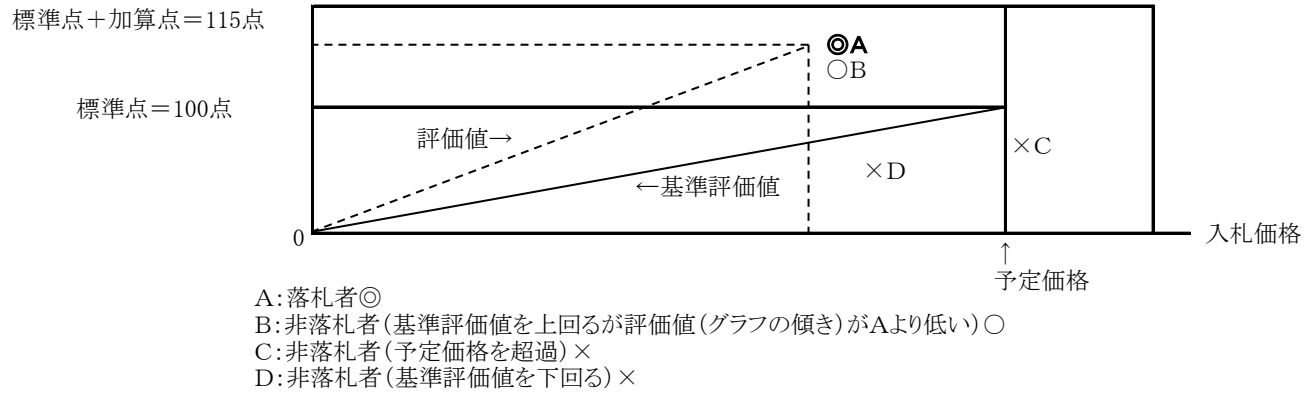 標準点＋加算点＝115点
◎A
○B
標準点＝100点
評価値→
×C
×D
←基準評価値
0
入札価格
↑
予定価格
A：落札者◎
B：非落札者（基準評価値を上回るが評価値（グラフの傾き）がAより低い）○
C：非落札者（予定価格を超過）×
D：非落札者（基準評価値を下回る）×